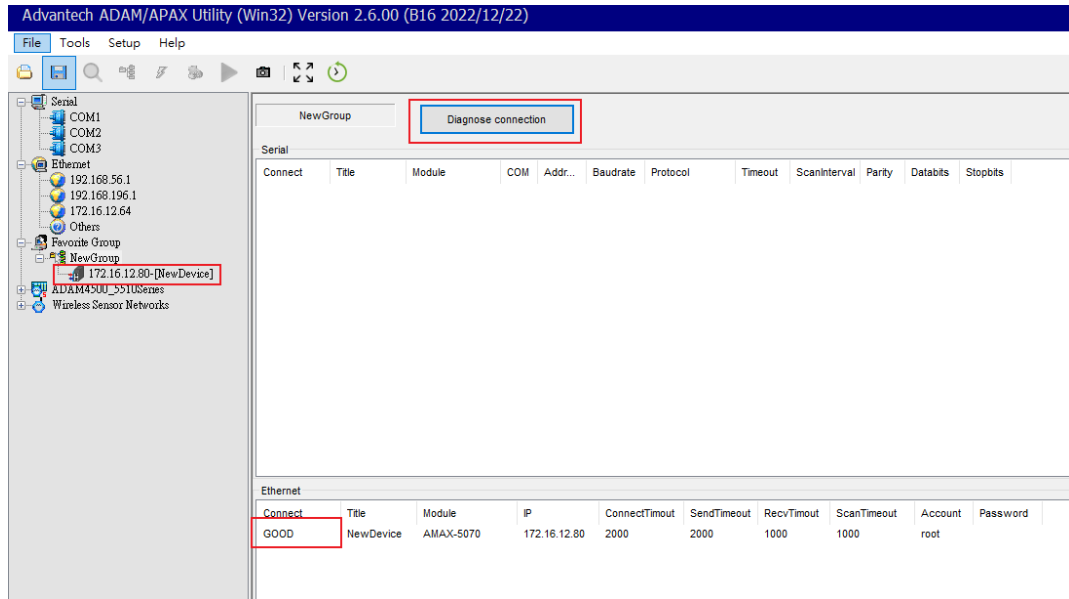 Advantech ADAM/APAX Utility (Win32) Version 2.6.00 (B16 2022/12/22)
File Tools Setup Help
Serial
COM1
COM2
COM3
Ethernet
192.168.56.1
192.168.196.1
172.16.12.64
Others
Favorite Group
NewGroup
172.16.12.80-[NewDevice]
ADAM4500_5510Series
Wireless Sensor Networks
NewGroup Diagnose connection
Serial
Connect Title Module COM Addr... Baudrate Protocol Timeout ScanInterval Parity Databits Stopbits
Ethernet
Connect Title Module IP ConnectTimout SendTimeout RecvTimout ScanTimeout Account Password
GOOD NewDevice AMAX-5070 172.16.12.80 2000 2000 1000 1000 root